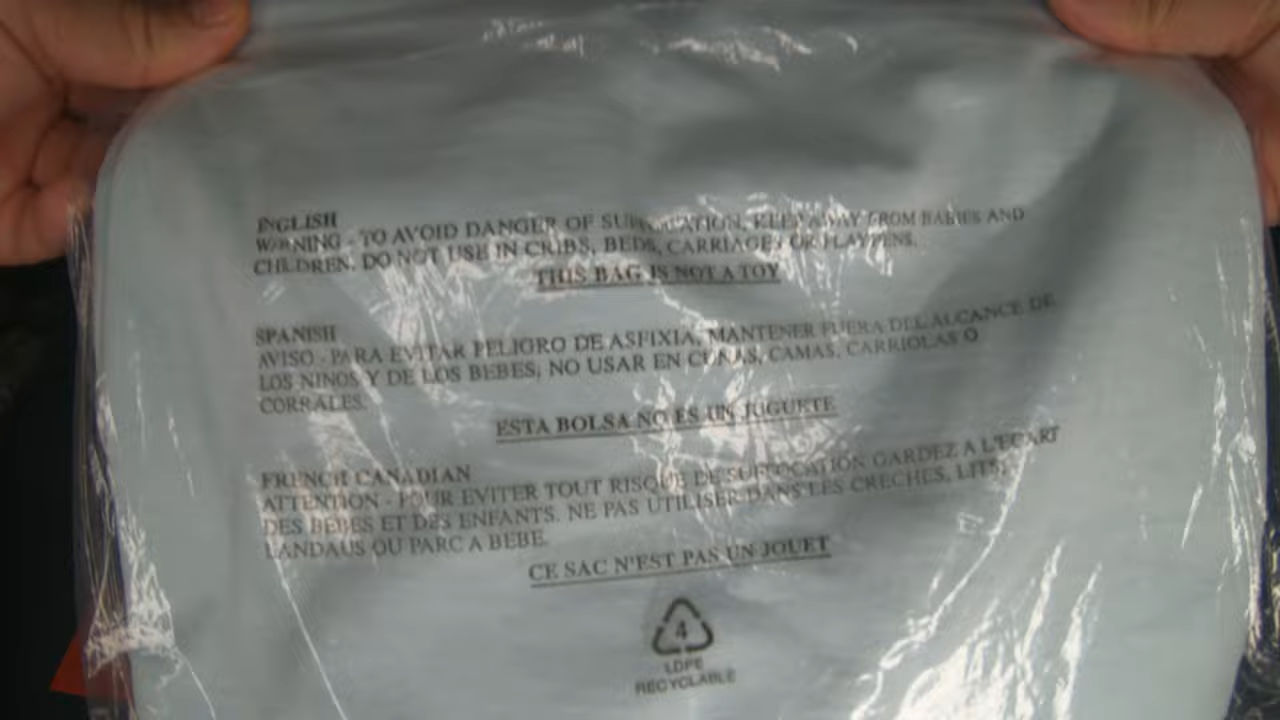 ENGLISH
WARNING - TO AVOID DANGER OF SUFFOCATION, KEEP AWAY FROM BABIES AND
CHLDREN. DO NOT USE IN CRIBS, BEDS, CARRIAGES OR PLAYPENS.
THIS BAG IS NOT A TOY
SPANISH
AVISO - PARA EVITAR PELIGRO DE ASFIXIA, MANTENER FUERA DEL ALCANCE DE
LOS NINOS Y DE LOS BEBES, NO USAR EN CUNAS, CAMAS, CARRIOLAS O
CORRALES.
ESTA BOLSA NO ES UN JUGUETE
FRENCH CANADIAN
ATTENTION - POUR EVITER TOUT RISQUE DE SUFFOCATION GARDEZ A L'ECART
DES BEBES ET DES ENFANTS. NE PAS UTILISER DANS LES CRECHES, LITS,
LANDAUS OU PARC A BEBE.
CE SAC N'EST PAS UN JOUET
4
LDPE
RECYCLABLE